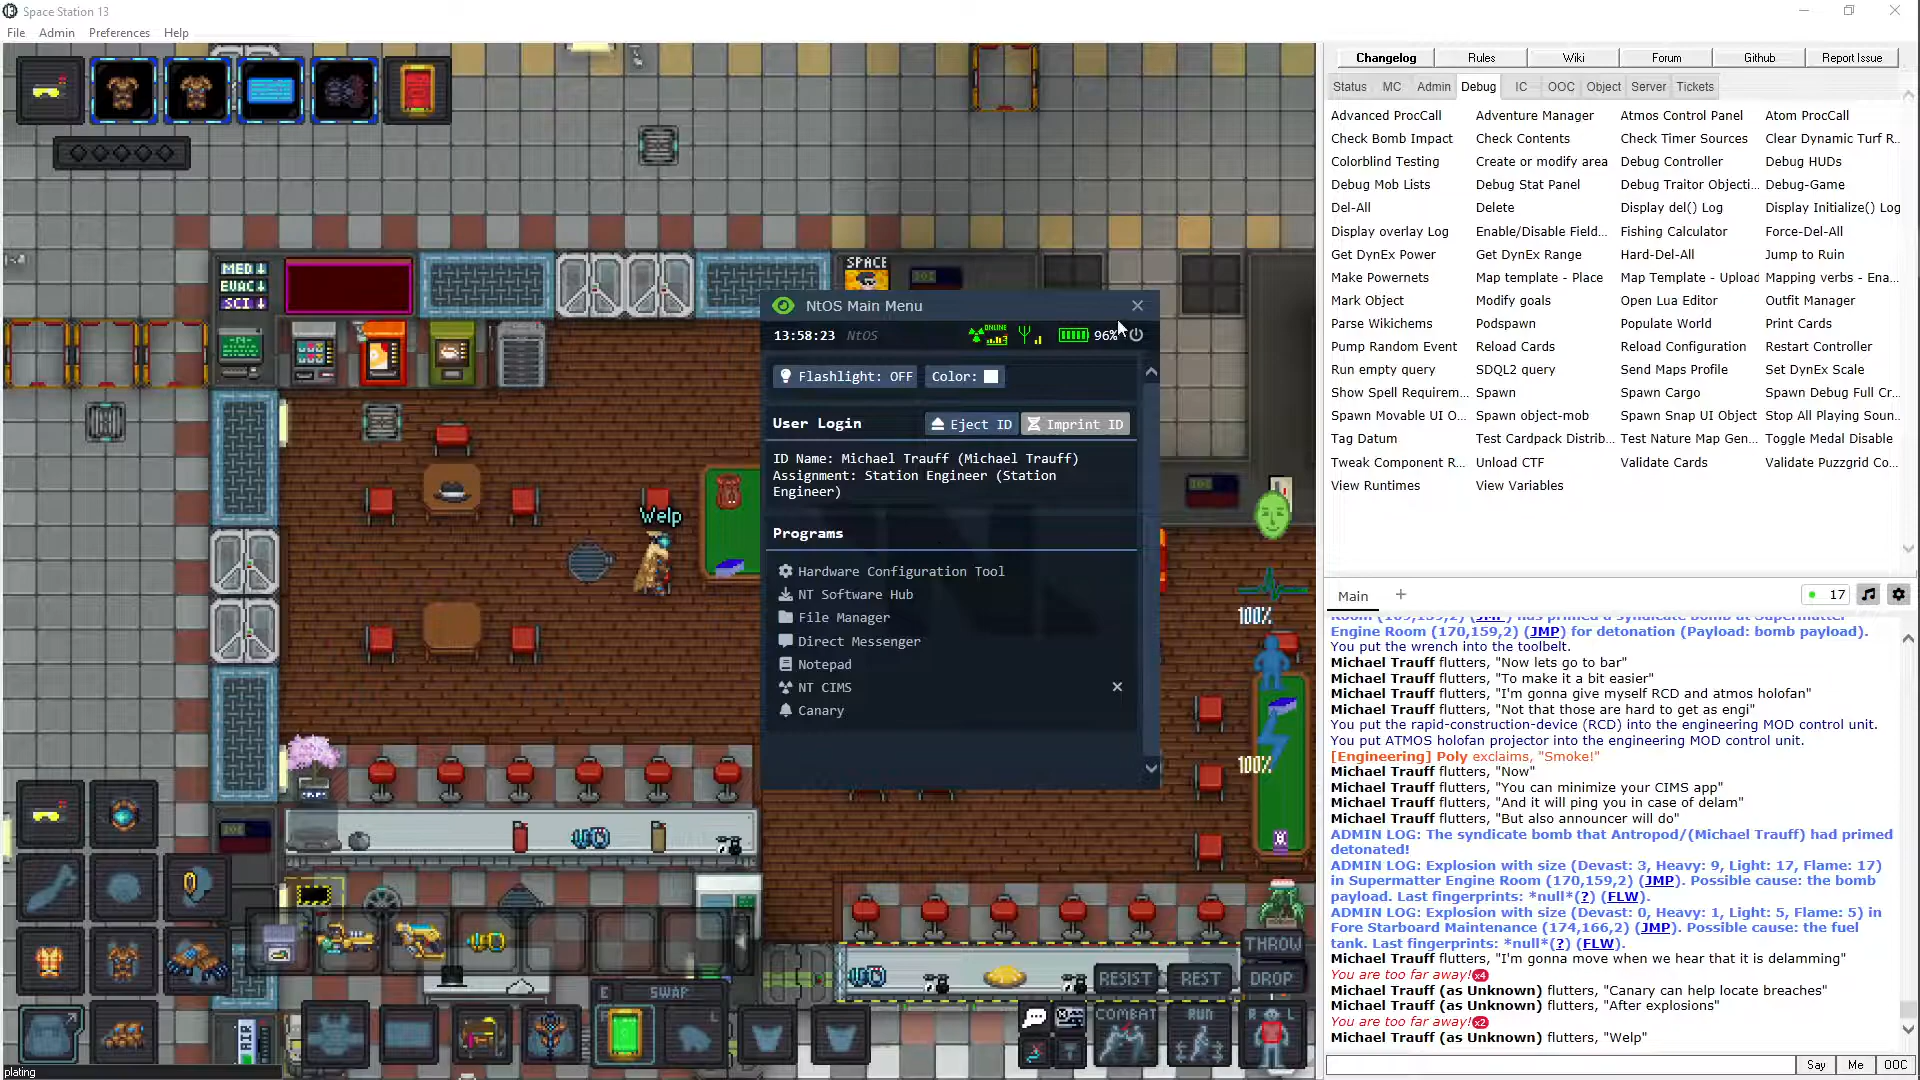 Space Station 13
File Admin Preferences Help
Changelog Rules Wiki Forum Github Report Issue
Status MC Admin Debug IC OOC Object Server Tickets
Advanced ProcCall Adventure Manager Atmos Control Panel Atom ProcCall
Check Bomb Impact Check Contents Check Timer Sources Clear Dynamic Turf R...
Colorblind Testing Create or modify area Debug Controller Debug HUDs
Debug Mob Lists Debug Stat Panel Debug Traitor Objecti... Debug-Game
Del-All Delete Display del() Log Display Initialize() Log
Display overlay Log Enable/Disable Field... Fishing Calculator Force-Del-All
Get DynEx Power Get DynEx Range Hard-Del-All Jump to Ruin
Make Powernets Map template - Place Map Template - Upload Mapping verbs - Ena...
Mark Object Modify goals Open Lua Editor Outfit Manager
Parse Wikichems Podspawn Populate World Print Cards
Pump Random Event Reload Cards Reload Configuration Restart Controller
Run empty query SDQL2 query Send Maps Profile Set DynEx Scale
Show Spell Requirem... Spawn Spawn Cargo Spawn Debug Full Cr...
Spawn Movable UI O... Spawn object-mob Spawn Snap UI Object Stop All Playing Soun...
Tag Datum Test Cardpack Distrib... Test Nature Map Gen... Toggle Medal Disable
Tweak Component R... Unload CTF Validate Cards Validate Puzzgrid Co...
View Runtimes View Variables
MED
EVAC
SCI
SPACE
Welp
NtOS Main Menu
13:58:23 NtOS ONLINE 96%
Flashlight: OFF Color:
User Login Eject ID Imprint ID
ID Name: Michael Trauff (Michael Trauff)
Assignment: Station Engineer (Station
Engineer)
Programs
Hardware Configuration Tool
NT Software Hub
File Manager
Direct Messenger
Notepad
NT CIMS
Canary
100%
100%
Main + 17
Room (169,159,2) (JMP) has primed a syndicate bomb at Supermatter
Engine Room (170,159,2) (JMP) for detonation (Payload: bomb payload).
You put the wrench into the toolbelt.
Michael Trauff flutters, "Now lets go to bar"
Michael Trauff flutters, "To make it a bit easier"
Michael Trauff flutters, "I'm gonna give myself RCD and atmos holofan"
Michael Trauff flutters, "Not that those are hard to get as engi"
You put the rapid-construction-device (RCD) into the engineering MOD control unit.
You put ATMOS holofan projector into the engineering MOD control unit.
[Engineering] Poly exclaims, "Smoke!"
Michael Trauff flutters, "Now"
Michael Trauff flutters, "You can minimize your CIMS app"
Michael Trauff flutters, "And it will ping you in case of delam"
Michael Trauff flutters, "But also announcer will do"
ADMIN LOG: The syndicate bomb that Antropod/(Michael Trauff) had primed
detonated!
ADMIN LOG: Explosion with size (Devast: 3, Heavy: 9, Light: 17, Flame: 17)
in Supermatter Engine Room (170,159,2) (JMP). Possible cause: the bomb
payload. Last fingerprints: *null*(?) (FLW).
ADMIN LOG: Explosion with size (Devast: 0, Heavy: 1, Light: 5, Flame: 5) in
Fore Starboard Maintenance (174,166,2) (JMP). Possible cause: the fuel
tank. Last fingerprints: *null*(?) (FLW).
Michael Trauff flutters, "I'm gonna move when we hear that it is delamming"
You are too far away! x4
Michael Trauff (as Unknown) flutters, "Canary can help locate breaches"
Michael Trauff (as Unknown) flutters, "After explosions"
You are too far away! x2
Michael Trauff (as Unknown) flutters, "Welp"
THROW
RESIST REST DROP
E SWAP L
COMBAT RUN R L
AIR
plating
Say Me OOC